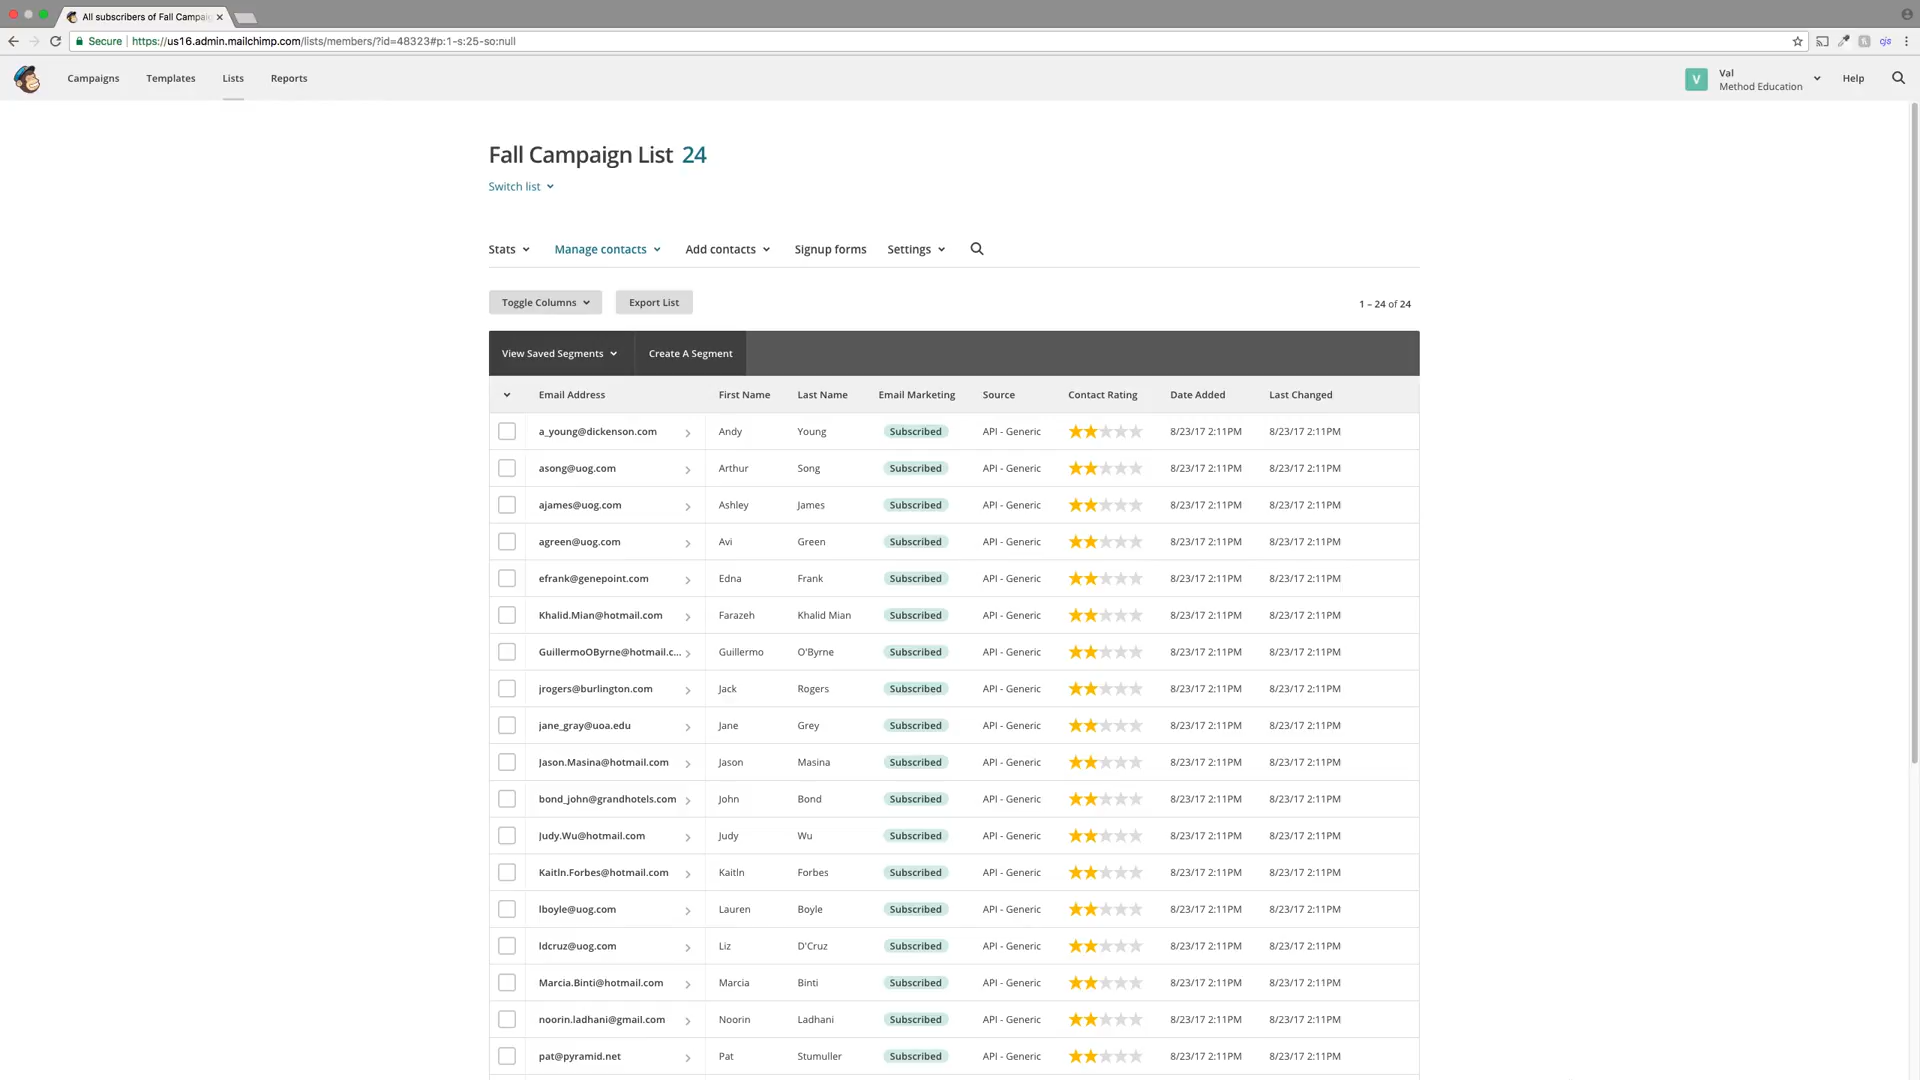 All subscribers of Fall Campaig
Secure https://us16.admin.mailchimp.com/lists/members/?id=48323#p:1-s:25-so:null
cjs
Campaigns Templates Lists Reports
V Val Help
Method Education
Fall Campaign List 24
Switch list
Stats Manage contacts Add contacts Signup forms Settings
Toggle Columns Export List 1 – 24 of 24
View Saved Segments Create A Segment
Email Address First Name Last Name Email Marketing Source Contact Rating Date Added Last Changed
a_young@dickenson.com Andy Young Subscribed API - Generic 8/23/17 2:11PM 8/23/17 2:11PM
asong@uog.com Arthur Song Subscribed API - Generic 8/23/17 2:11PM 8/23/17 2:11PM
ajames@uog.com Ashley James Subscribed API - Generic 8/23/17 2:11PM 8/23/17 2:11PM
agreen@uog.com Avi Green Subscribed API - Generic 8/23/17 2:11PM 8/23/17 2:11PM
efrank@genepoint.com Edna Frank Subscribed API - Generic 8/23/17 2:11PM 8/23/17 2:11PM
Khalid.Mian@hotmail.com Farazeh Khalid Mian Subscribed API - Generic 8/23/17 2:11PM 8/23/17 2:11PM
GuillermoOByrne@hotmail.c... Guillermo O'Byrne Subscribed API - Generic 8/23/17 2:11PM 8/23/17 2:11PM
jrogers@burlington.com Jack Rogers Subscribed API - Generic 8/23/17 2:11PM 8/23/17 2:11PM
jane_gray@uoa.edu Jane Grey Subscribed API - Generic 8/23/17 2:11PM 8/23/17 2:11PM
Jason.Masina@hotmail.com Jason Masina Subscribed API - Generic 8/23/17 2:11PM 8/23/17 2:11PM
bond_john@grandhotels.com John Bond Subscribed API - Generic 8/23/17 2:11PM 8/23/17 2:11PM
Judy.Wu@hotmail.com Judy Wu Subscribed API - Generic 8/23/17 2:11PM 8/23/17 2:11PM
Kaitln.Forbes@hotmail.com Kaitln Forbes Subscribed API - Generic 8/23/17 2:11PM 8/23/17 2:11PM
lboyle@uog.com Lauren Boyle Subscribed API - Generic 8/23/17 2:11PM 8/23/17 2:11PM
ldcruz@uog.com Liz D'Cruz Subscribed API - Generic 8/23/17 2:11PM 8/23/17 2:11PM
Marcia.Binti@hotmail.com Marcia Binti Subscribed API - Generic 8/23/17 2:11PM 8/23/17 2:11PM
noorin.ladhani@gmail.com Noorin Ladhani Subscribed API - Generic 8/23/17 2:11PM 8/23/17 2:11PM
pat@pyramid.net Pat Stumuller Subscribed API - Generic 8/23/17 2:11PM 8/23/17 2:11PM